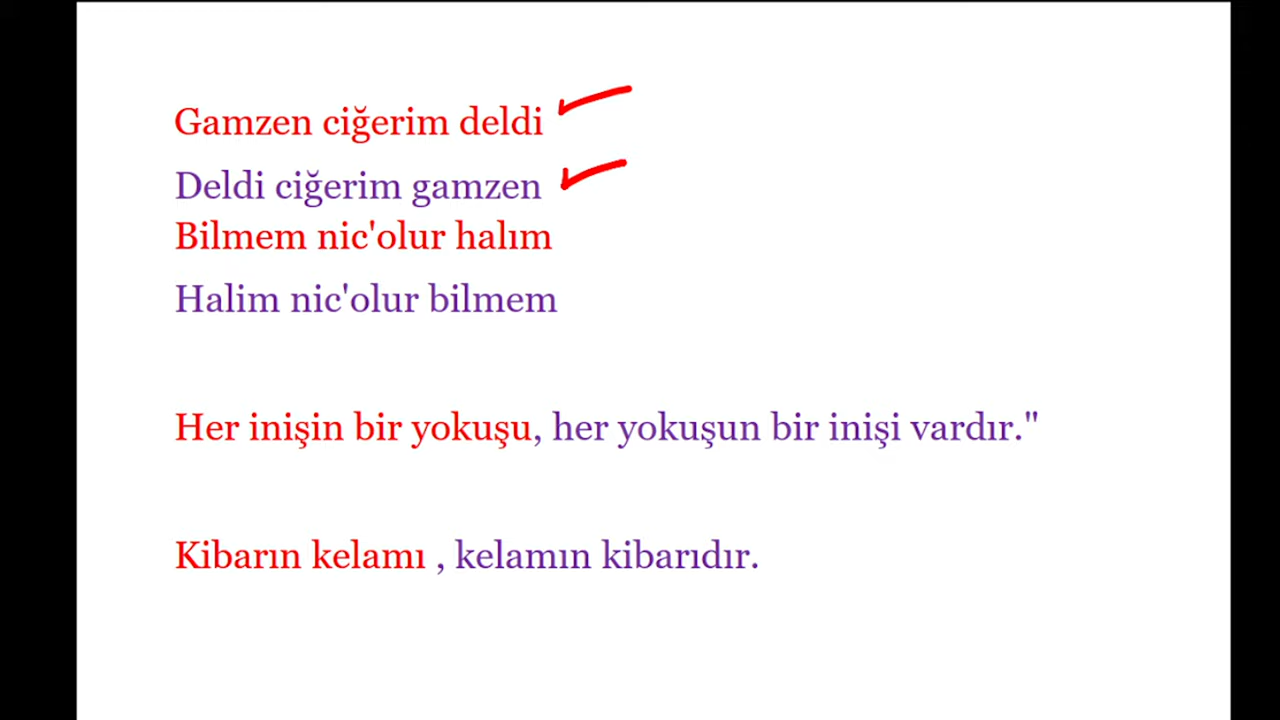 Gamzen ciğerim deldi
Deldi ciğerim gamzen
Bilmem nic'olur halım
Halim nic'olur bilmem
Her inişin bir yokuşu, her yokuşun bir inişi vardır."
Kibarın kelamı , kelamın kibarıdır.